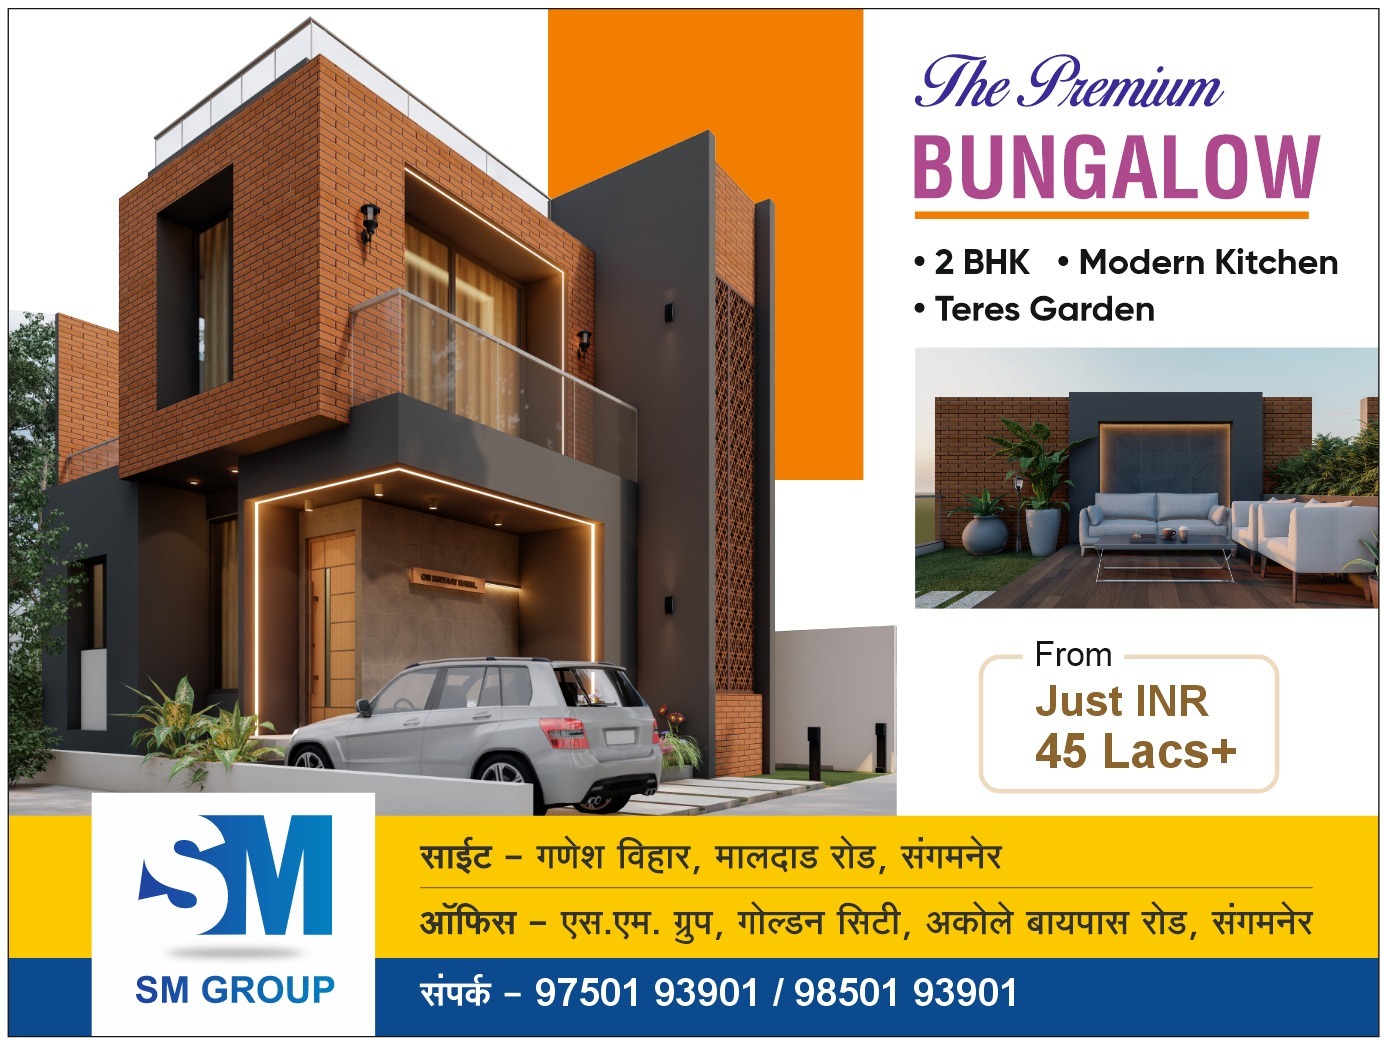 The Premium
BUNGALOW
• 2 BHK • Modern Kitchen
• Teres Garden
From
Just INR
45 Lacs+
SM
SM GROUP
साईट – गणेश विहार, मालदाड रोड, संगमनेर
ऑफिस – एस.एम. ग्रुप, गोल्डन सिटी, अकोले बायपास रोड, संगमनेर
संपर्क – 97501 93901 / 98501 93901